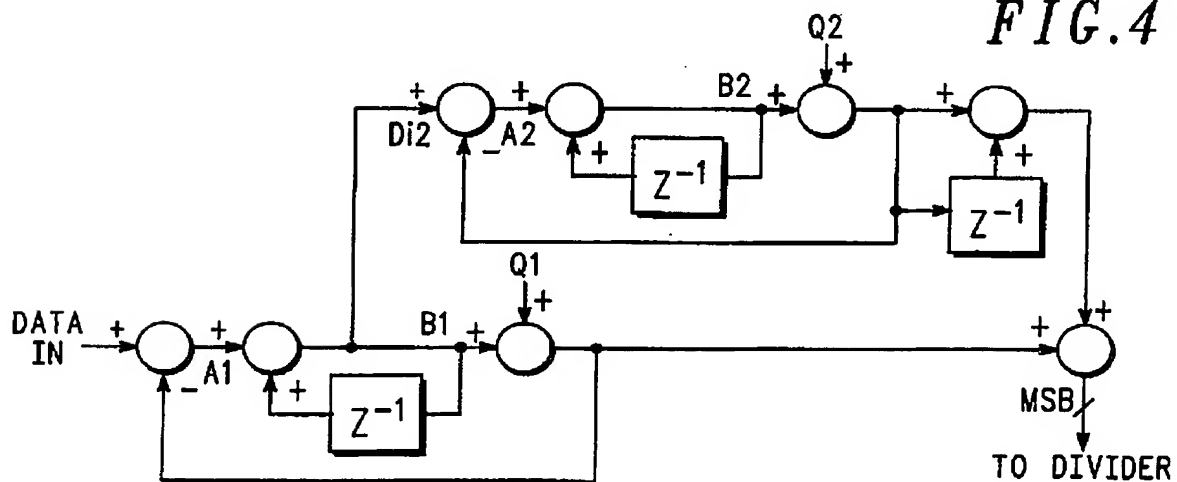 FIG.4
Q2
+
+ + B2 + +
Di2 _A2 + +
Z⁻¹ Z⁻¹
Q1
+
DATA IN + + B1 + + +
_A1 +
Z⁻¹
MSB
TO DIVIDER